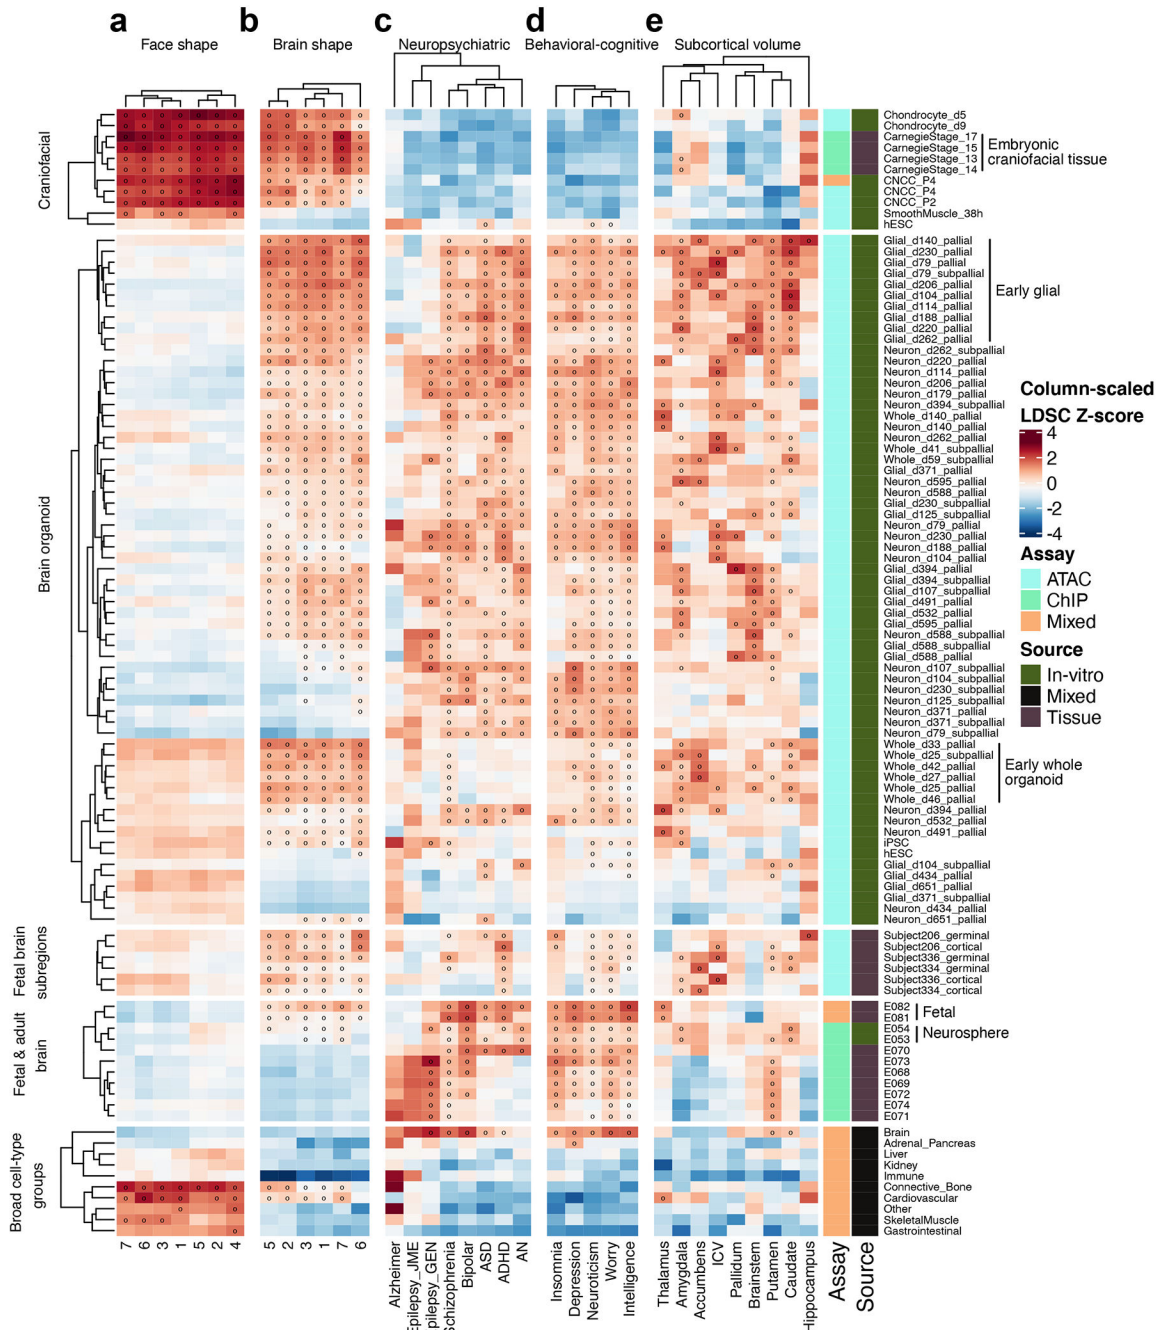 a b c d e
Face shape Brain shape Neuropsychiatric Behavioral-cognitive Subcortical volume
Craniofacial
Chondrocyte_d5
Chondrocyte_d9
CarnegieStage_17
CarnegieStage_15
CarnegieStage_13
CarnegieStage_14
Embryonic
craniofacial tissue
CNCC_P4
CNCC_P4
CNCC_P2
SmoothMuscle_38h
hESC
Brain organoid
Glial_d140_pallial
Glial_d230_pallial
Glial_d79_pallial
Glial_d79_subpallial
Glial_d206_pallial
Glial_d104_pallial
Glial_d114_pallial
Glial_d188_pallial
Glial_d220_pallial
Glial_d262_pallial
Early glial
Neuron_d262_subpallial
Neuron_d220_pallial
Neuron_d114_pallial
Neuron_d206_pallial
Neuron_d179_pallial
Neuron_d394_subpallial
Whole_d140_pallial
Neuron_d140_pallial
Neuron_d262_pallial
Whole_d41_subpallial
Whole_d59_subpallial
Glial_d371_pallial
Neuron_d595_pallial
Neuron_d588_pallial
Glial_d230_subpallial
Glial_d125_subpallial
Neuron_d79_pallial
Neuron_d230_pallial
Neuron_d188_pallial
Neuron_d104_pallial
Glial_d394_pallial
Glial_d394_subpallial
Glial_d107_subpallial
Glial_d491_pallial
Glial_d532_pallial
Glial_d595_pallial
Neuron_d588_subpallial
Glial_d588_subpallial
Glial_d588_pallial
Neuron_d107_subpallial
Neuron_d104_subpallial
Neuron_d230_subpallial
Neuron_d125_subpallial
Neuron_d371_pallial
Neuron_d371_subpallial
Neuron_d79_subpallial
Whole_d33_pallial
Whole_d25_subpallial
Whole_d42_pallial
Whole_d27_pallial
Whole_d25_pallial
Whole_d46_pallial
Early whole
organoid
Neuron_d394_pallial
Neuron_d532_pallial
Neuron_d491_pallial
iPSC
hESC
Glial_d104_subpallial
Glial_d434_pallial
Glial_d651_pallial
Glial_d371_subpallial
Neuron_d434_pallial
Neuron_d651_pallial
Fetal brain
subregions
Subject206_germinal
Subject206_cortical
Subject336_germinal
Subject334_germinal
Subject336_cortical
Subject334_cortical
Fetal & adult
brain
E082
E081
Fetal
E054
E053
Neurosphere
E070
E073
E068
E069
E072
E074
E071
Broad cell-type
groups
Brain
Adrenal_Pancreas
Liver
Kidney
Immune
Connective_Bone
Cardiovascular
Other
SkeletalMuscle
Gastrointestinal
7 6 3 1 5 2 4
5 2 3 1 7 6
Alzheimer
Epilepsy_JME
Epilepsy_GEN
Schizophrenia
Bipolar
ASD
ADHD
AN
Insomnia
Depression
Neuroticism
Worry
Intelligence
Thalamus
Amygdala
Accumbens
ICV
Pallidum
Brainstem
Putamen
Caudate
Hippocampus
Assay
Source
Column-scaled
LDSC Z-score
4
2
0
-2
-4
Assay
ATAC
ChIP
Mixed
Source
In-vitro
Mixed
Tissue